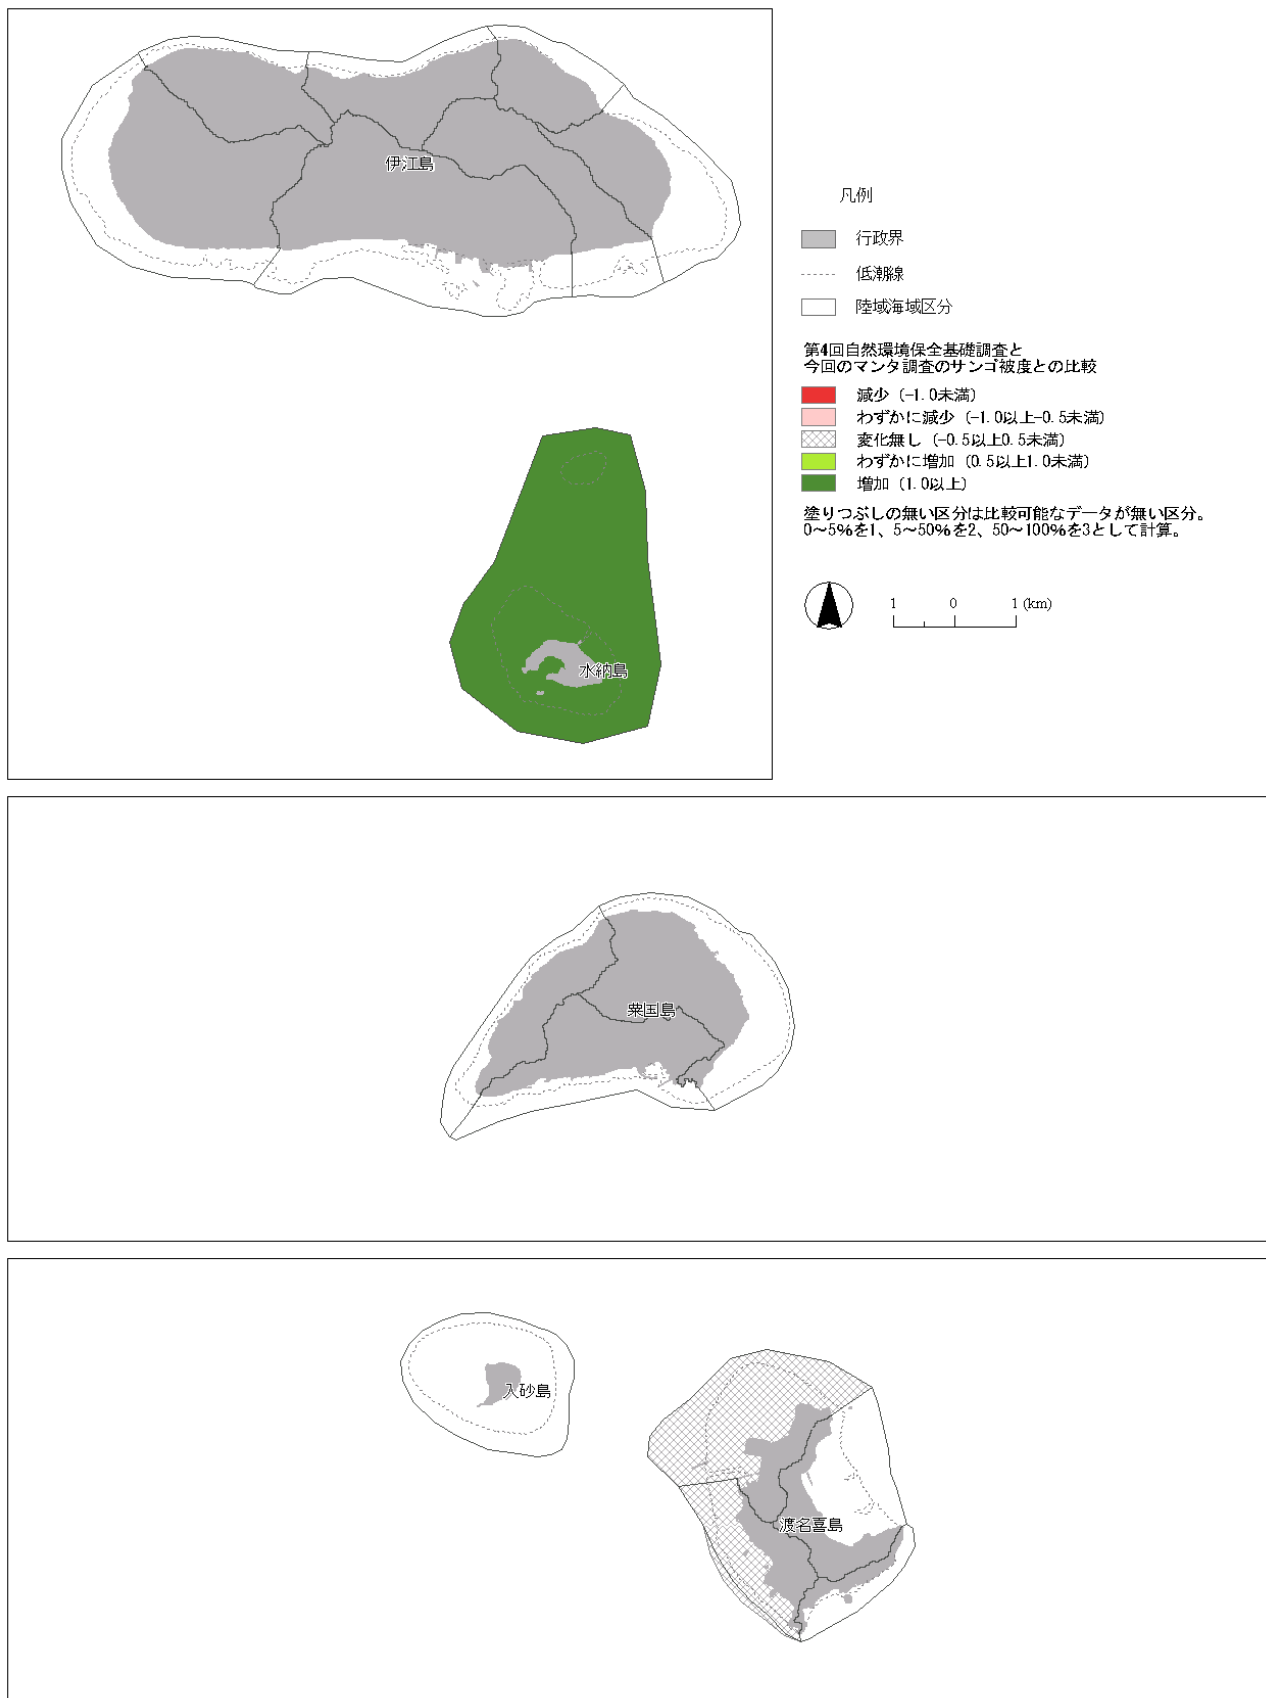 伊江島
水納島
凡例
行政界
低潮線
陸域海域区分
第4回自然環境保全基礎調査と
今回のマンタ調査のサンゴ被度との比較
減少（-1.0未満）
わずかに減少（-1.0以上-0.5未満）
変化無し（-0.5以上0.5未満）
わずかに増加（0.5以上1.0未満）
増加（1.0以上）
塗りつぶしの無い区分は比較可能なデータが無い区分。
0～5%を1、5～50%を2、50～100%を3として計算。
1 0 1 (km)
粟国島
入砂島
渡名喜島